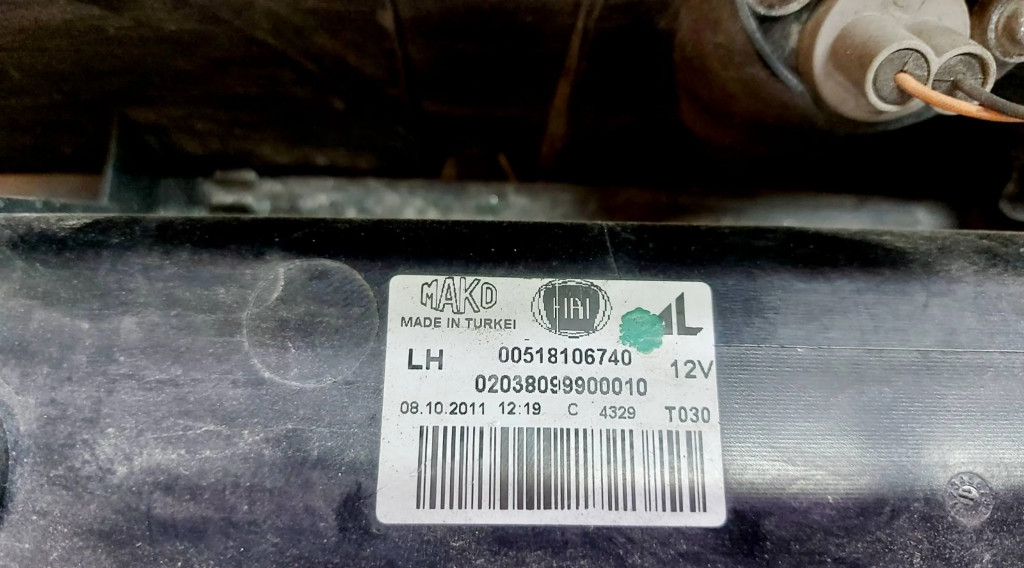 MAKO
FIAT
MADE IN TURKEI
LH
00518106740
12V
02038099900010
08.10.2011 12:19 C 4329 T030